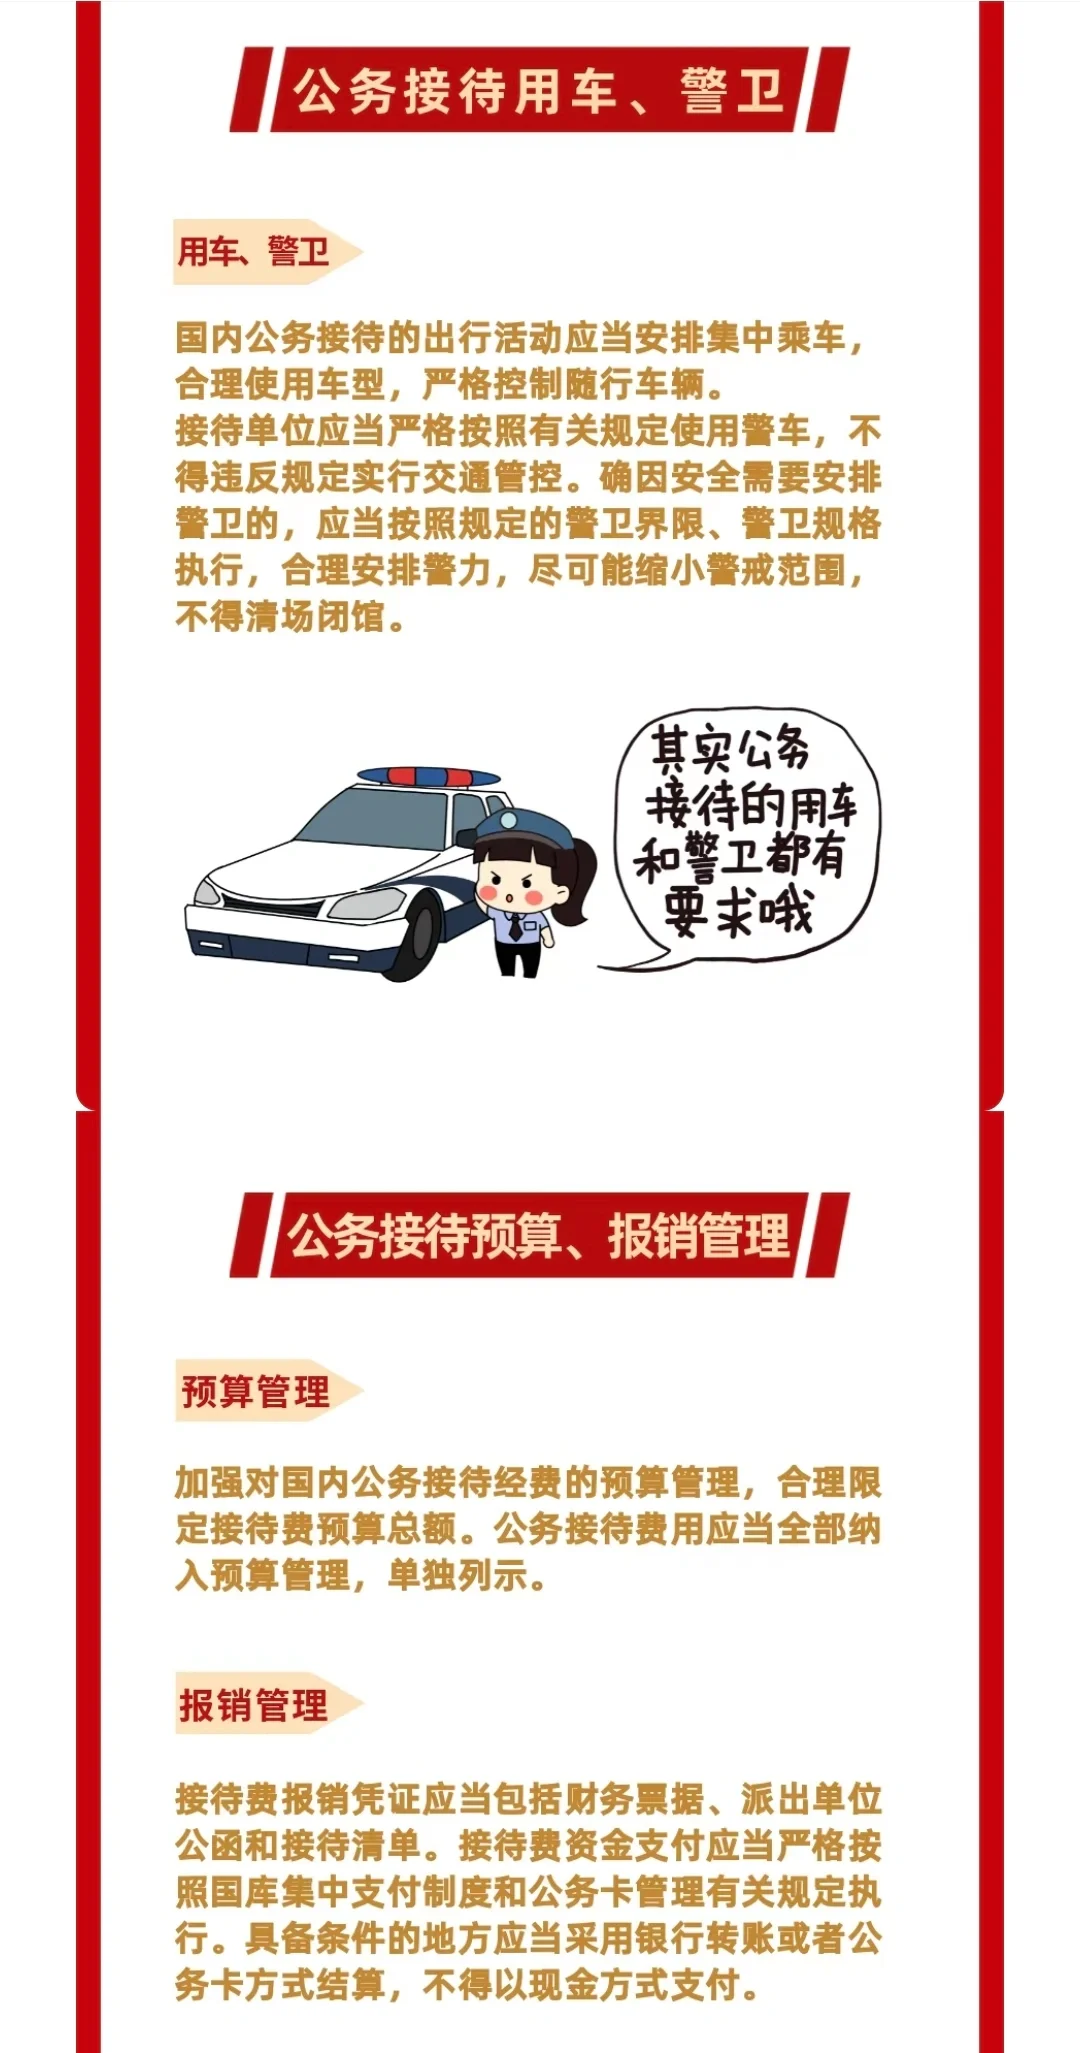 公务接待用车、警卫
用车、警卫
国内公务接待的出行活动应当安排集中乘车，
合理使用车型，严格控制随行车辆。
接待单位应当严格按照有关规定使用警车，不
得违反规定实行交通管控。确因安全需要安排
警卫的，应当按照规定的警卫界限、警卫规格
执行，合理安排警力，尽可能缩小警戒范围，
不得清场闭馆。
其实公务
接待的用车
和警卫都有
要求哦
公务接待预算、报销管理
预算管理
加强对国内公务接待经费的预算管理，合理限
定接待费预算总额。公务接待费用应当全部纳
入预算管理，单独列示。
报销管理
接待费报销凭证应当包括财务票据、派出单位
公函和接待清单。接待费资金支付应当严格按
照国库集中支付制度和公务卡管理有关规定执
行。具备条件的地方应当采用银行转账或者公
务卡方式结算，不得以现金方式支付。